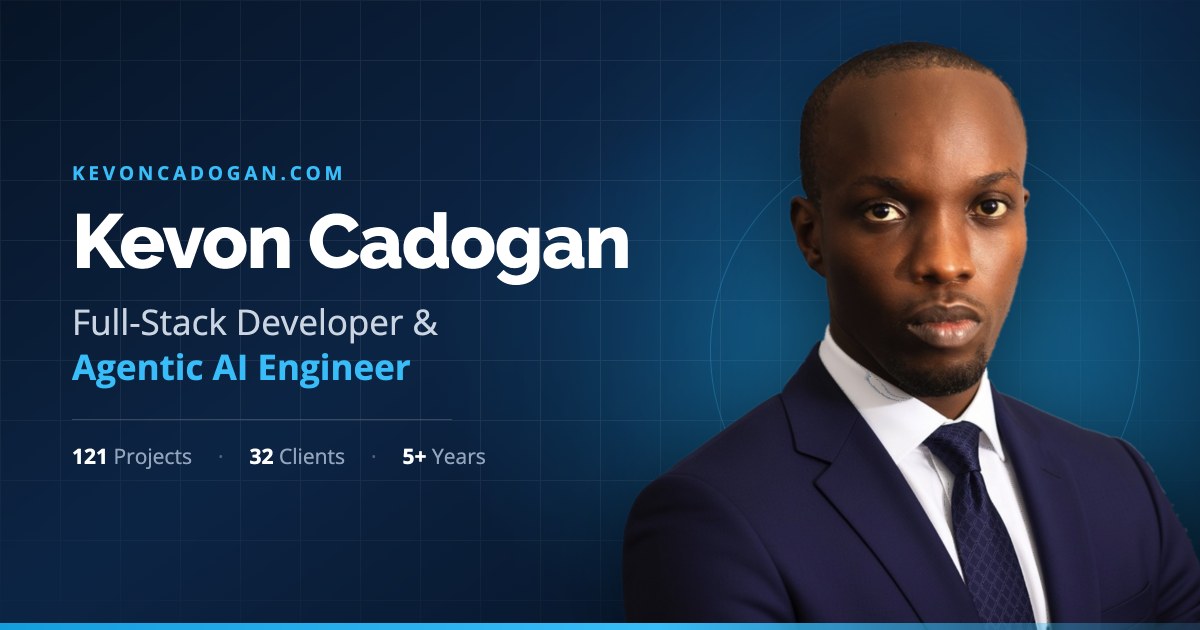 KEVONCADOGAN.COM
Kevon Cadogan
Full-Stack Developer &
Agentic AI Engineer
121 Projects · 32 Clients · 5+ Years